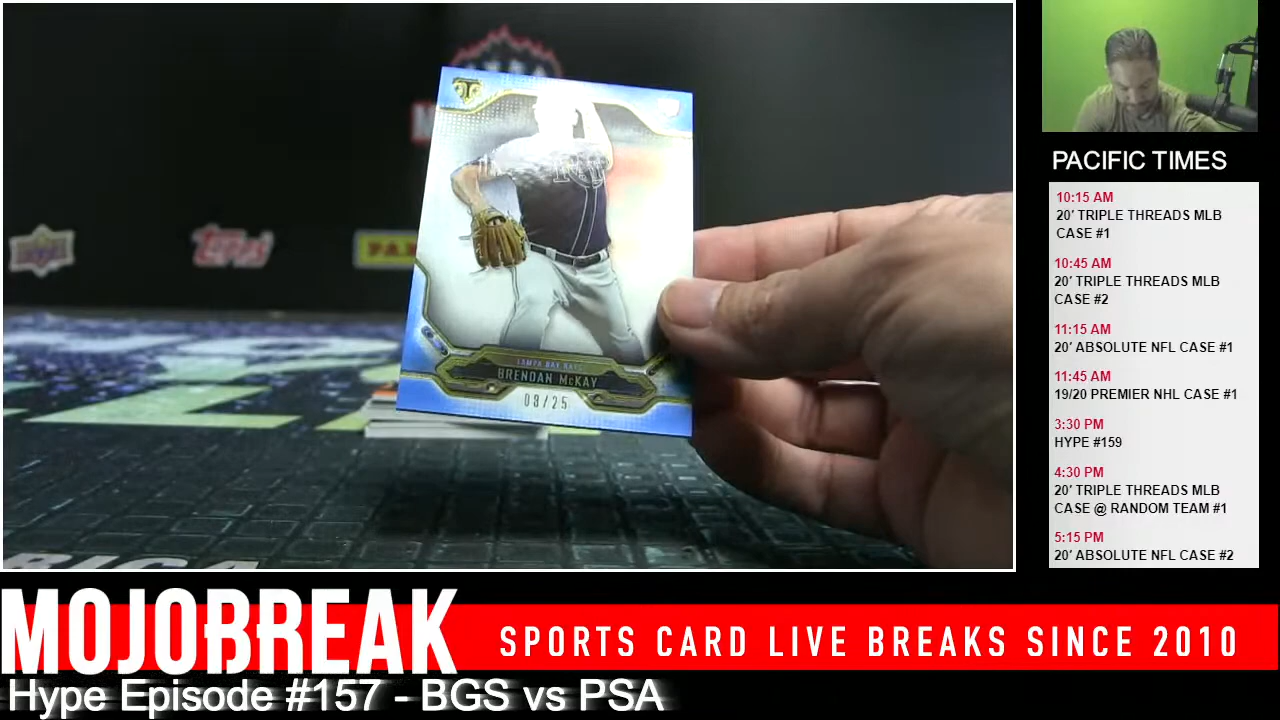 Topps
TAMPA BAY RAYS
BRENDAN McKAY
03/25
PACIFIC TIMES
10:15 AM
20' TRIPLE THREADS MLB
CASE #1
10:45 AM
20' TRIPLE THREADS MLB
CASE #2
11:15 AM
20' ABSOLUTE NFL CASE #1
11:45 AM
19/20 PREMIER NHL CASE #1
3:30 PM
HYPE #159
4:30 PM
20' TRIPLE THREADS MLB
CASE @ RANDOM TEAM #1
5:15 PM
20' ABSOLUTE NFL CASE #2
MOJOBREAK
SPORTS CARD LIVE BREAKS SINCE 2010
Hype Episode #157 - BGS vs PSA